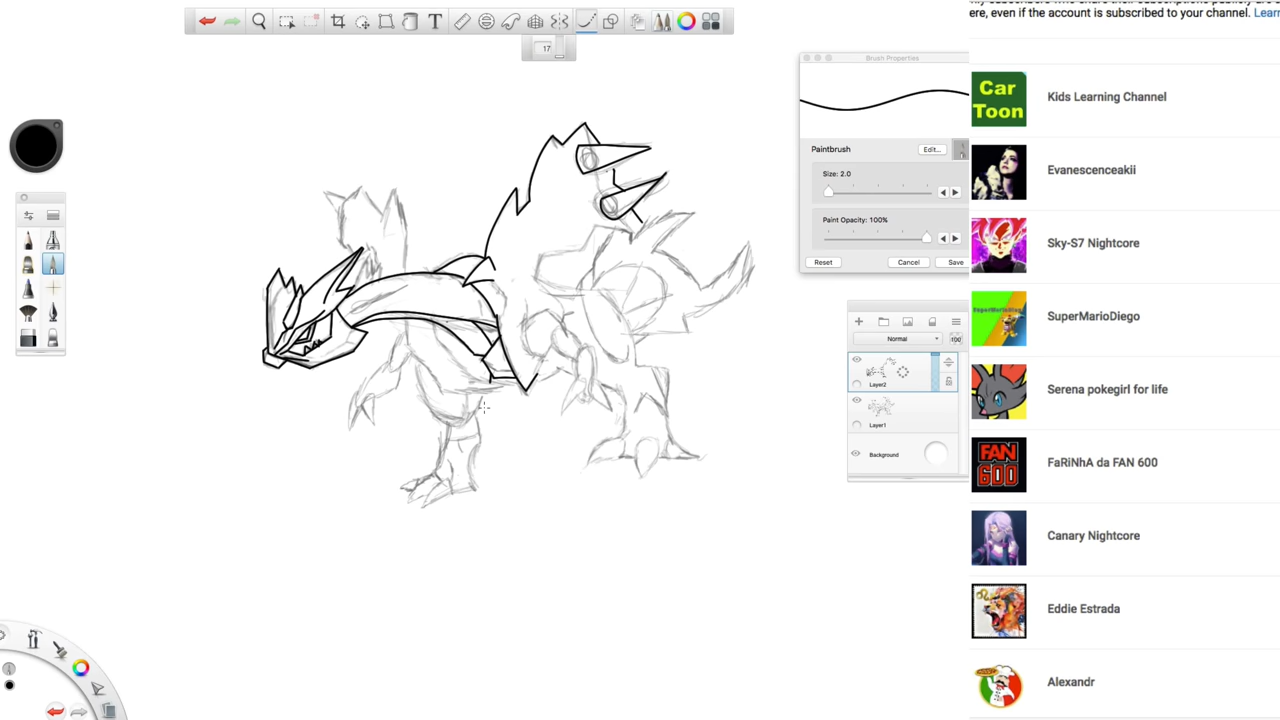 ere, even if the account is subscribed to your channel. Lear
T
17
Brush Properties
Paintbrush
Edit...
Size: 2.0
Paint Opacity: 100%
Reset
Cancel
Save
Normal
Layer2
Layer1
Background
Car
Toon
Kids Learning Channel
Evanescenceakii
Sky-S7 Nightcore
SuperMarioDiego
Serena pokegirl for life
FAN
600
FaRiNhA da FAN 600
Canary Nightcore
Eddie Estrada
Alexandr